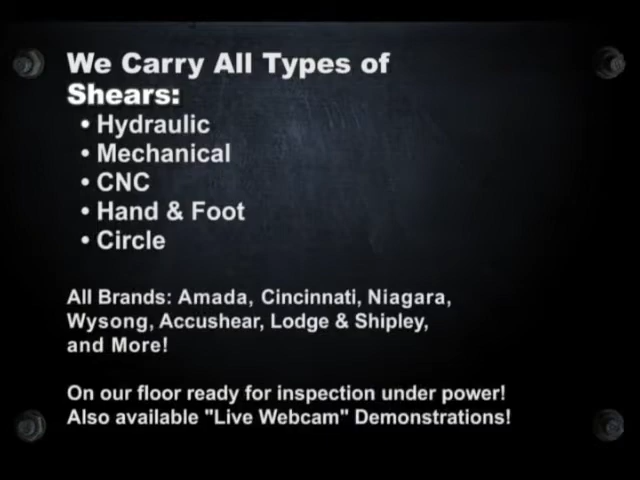 We Carry All Types of
Shears:
• Hydraulic
• Mechanical
• CNC
• Hand & Foot
• Circle
All Brands: Amada, Cincinnati, Niagara,
Wysong, Accushear, Lodge & Shipley,
and More!
On our floor ready for inspection under power!
Also available "Live Webcam" Demonstrations!